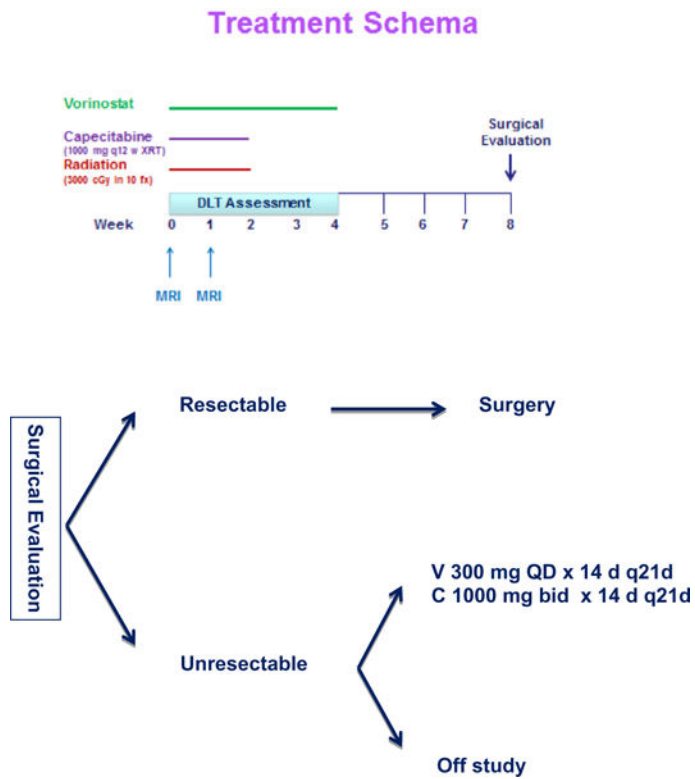 Treatment Schema
Vorinostat
Capecitabine
(1000 mg q12 w XRT)
Radiation
(3000 cGy in 10 fx)
Surgical
Evaluation
DLT Assessment
Week 0 1 2 3 4 5 6 7 8
MRI MRI
Surgical Evaluation
Resectable
Surgery
V 300 mg QD x 14 d q21d
C 1000 mg bid x 14 d q21d
Unresectable
Off study